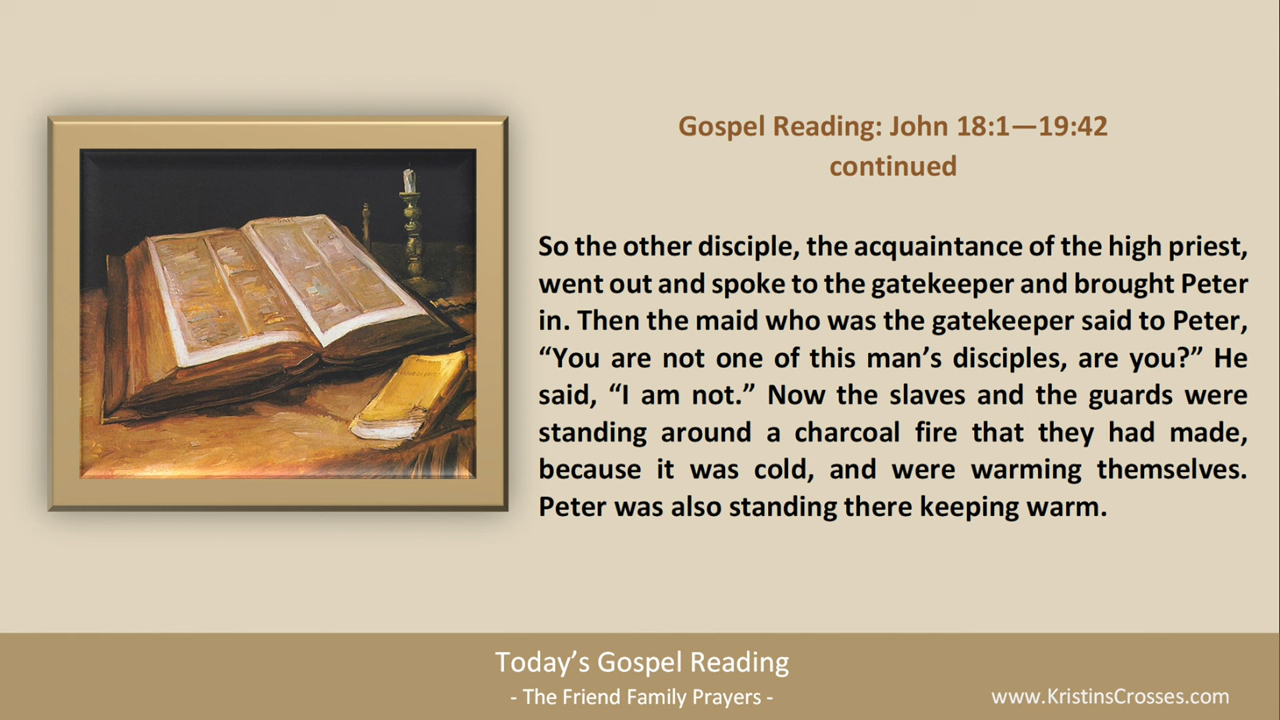 Gospel Reading: John 18:1—19:42
continued
So the other disciple, the acquaintance of the high priest,
went out and spoke to the gatekeeper and brought Peter
in. Then the maid who was the gatekeeper said to Peter,
“You are not one of this man’s disciples, are you?” He
said, “I am not.” Now the slaves and the guards were
standing around a charcoal fire that they had made,
because it was cold, and were warming themselves.
Peter was also standing there keeping warm.
Today’s Gospel Reading
- The Friend Family Prayers -
www.KristinsCrosses.com